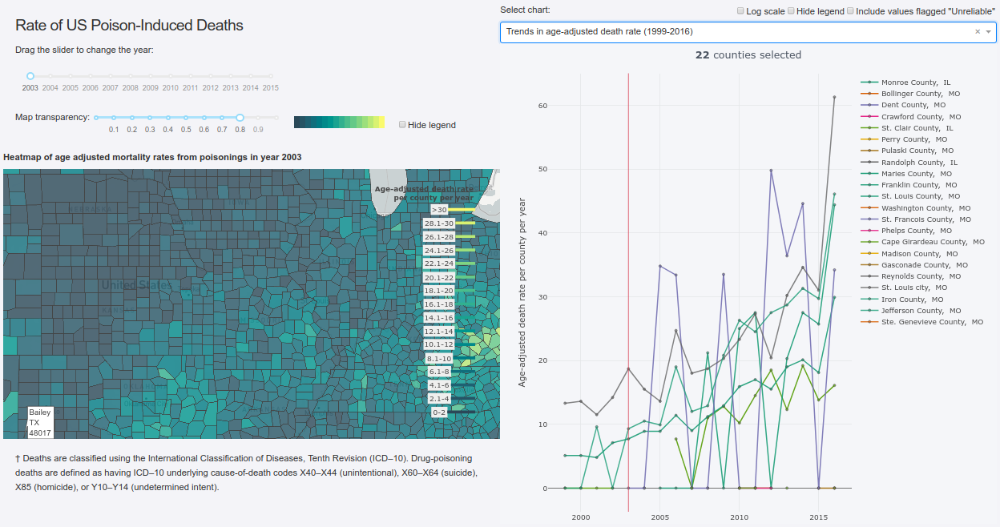 Rate of US Poison-Induced Deaths
Drag the slider to change the year:
2003 2004 2005 2006 2007 2008 2009 2010 2011 2012 2013 2014 2015
Map transparency:
0.1 0.2 0.3 0.4 0.5 0.6 0.7 0.8 0.9
Hide legend
Heatmap of age adjusted mortality rates from poisonings in year 2003
Age-adjusted death rate
per county per year
>30
28.1–30
26.1–28
24.1–26
22.1–24
20.1–22
18.1–20
16.1–18
14.1–16
12.1–14
10.1–12
8.1–10
6.1–8
4.1–6
2.1–4
0–2
NEBRASKA
IOWA
United States
KANSAS
Bailey
TX
48017
† Deaths are classified using the International Classification of Diseases, Tenth Revision (ICD–10). Drug-poisoning
deaths are defined as having ICD–10 underlying cause-of-death codes X40–X44 (unintentional), X60–X64 (suicide),
X85 (homicide), or Y10–Y14 (undetermined intent).
Select chart:
Log scale Hide legend Include values flagged "Unreliable"
Trends in age-adjusted death rate (1999-2016)
22 counties selected
Age-adjusted death rate per county per year
60
50
40
30
20
10
0
2000 2005 2010 2015
Monroe County, IL
Bollinger County, MO
Dent County, MO
Crawford County, MO
St. Clair County, IL
Perry County, MO
Pulaski County, MO
Randolph County, IL
Maries County, MO
Franklin County, MO
St. Louis County, MO
Washington County, MO
St. Francois County, MO
Phelps County, MO
Cape Girardeau County, MO
Madison County, MO
Gasconade County, MO
Reynolds County, MO
St. Louis city, MO
Iron County, MO
Jefferson County, MO
Ste. Genevieve County, MO